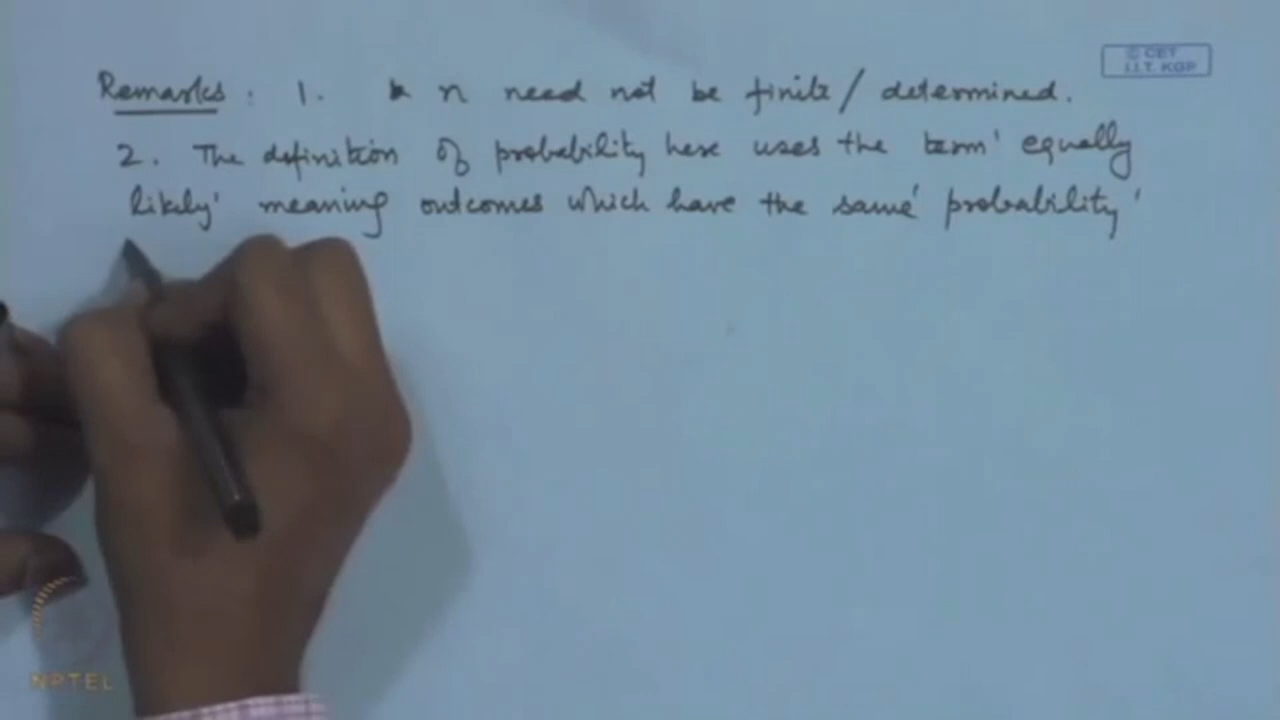 © CET
I.I.T. KGP
Remarks : 1. n need not be finite / determined.
2. The definition of probability here uses the term 'equally
likely' meaning outcomes which have the same 'probability'
NPTEL